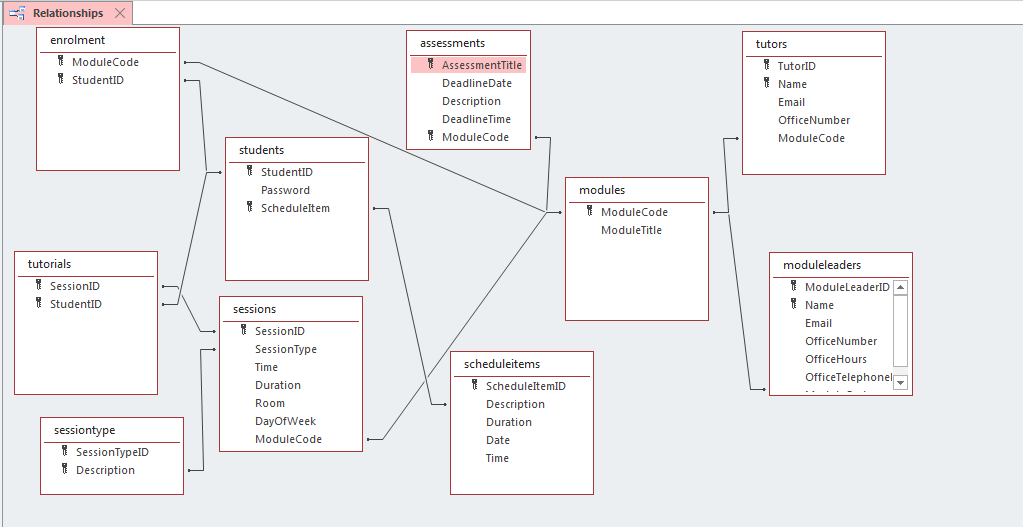 Relationships
enrolment
ModuleCode
StudentID
assessments
AssessmentTitle
DeadlineDate
Description
DeadlineTime
ModuleCode
tutors
TutorID
Name
Email
OfficeNumber
ModuleCode
students
StudentID
Password
ScheduleItem
modules
ModuleCode
ModuleTitle
tutorials
SessionID
StudentID
moduleleaders
ModuleLeaderID
Name
Email
OfficeNumber
OfficeHours
sessions
SessionID
SessionType
Time
Duration
Room
DayOfWeek
ModuleCode
scheduleitems
ScheduleItemID
Description
Duration
Date
Time
sessiontype
SessionTypeID
Description